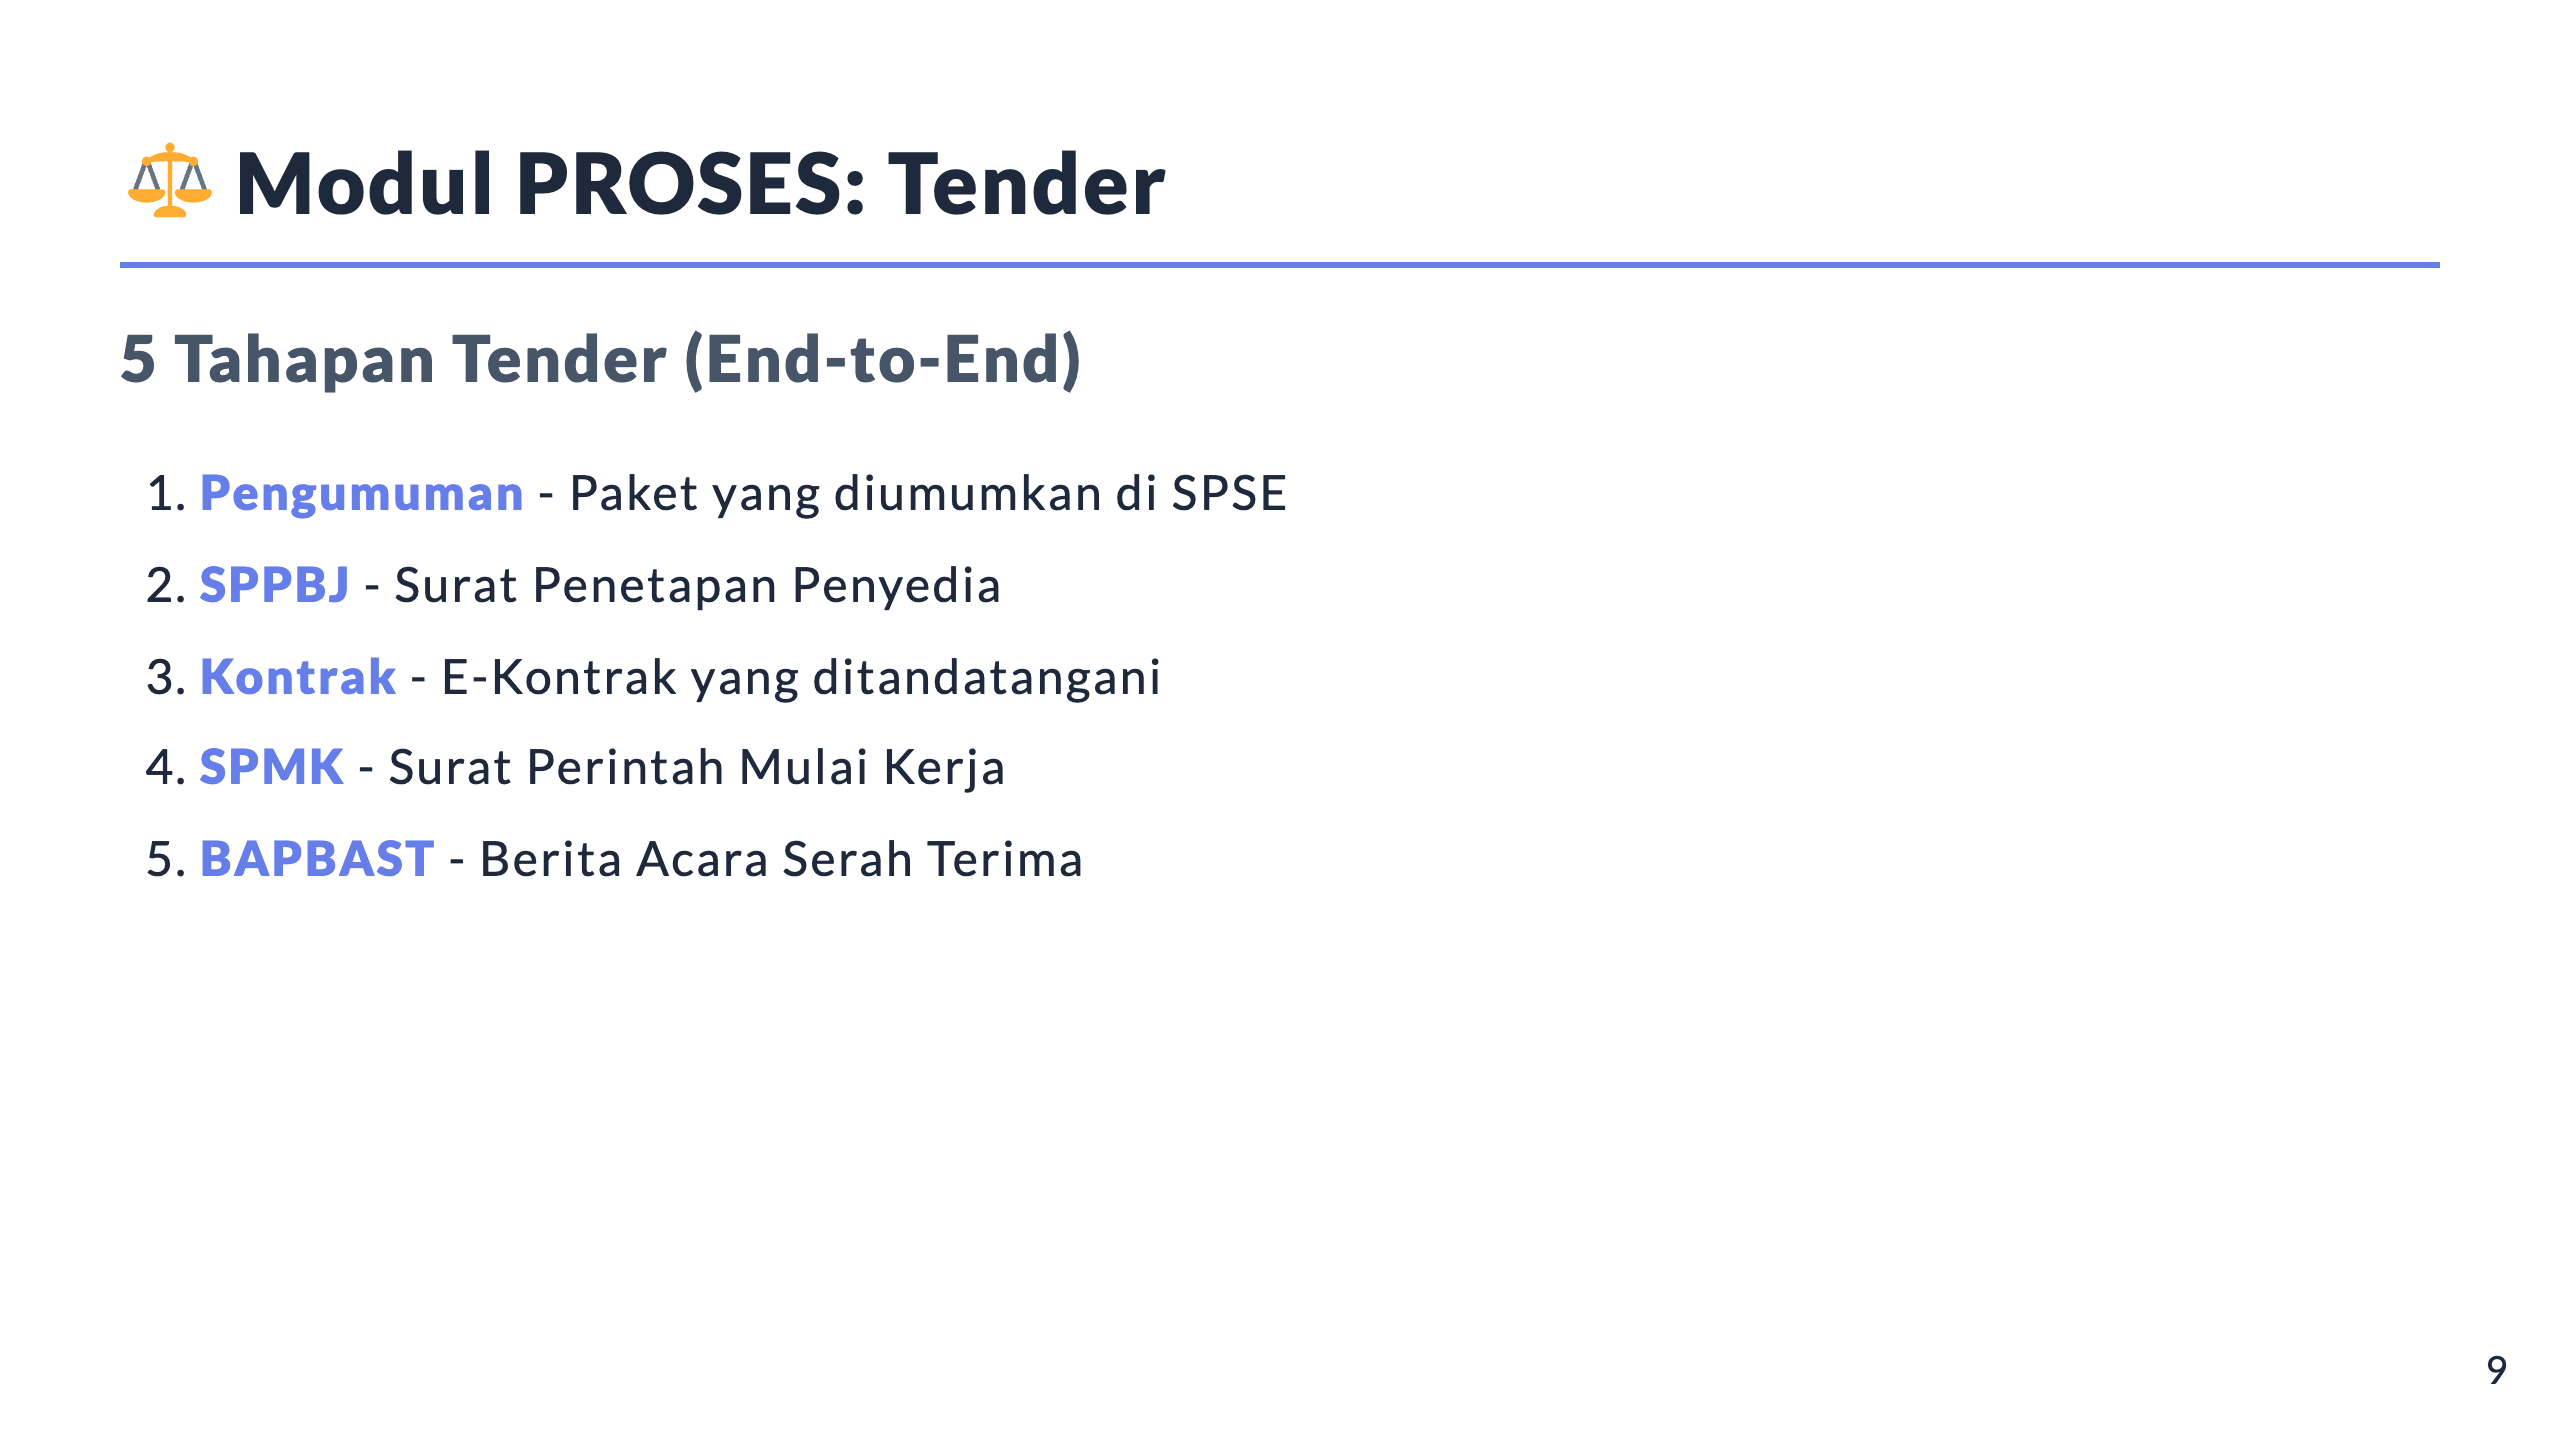 Modul PROSES: Tender
5 Tahapan Tender (End-to-End)
1. Pengumuman - Paket yang diumumkan di SPSE
2. SPPBJ - Surat Penetapan Penyedia
3. Kontrak - E-Kontrak yang ditandatangani
4. SPMK - Surat Perintah Mulai Kerja
5. BAPBAST - Berita Acara Serah Terima
9